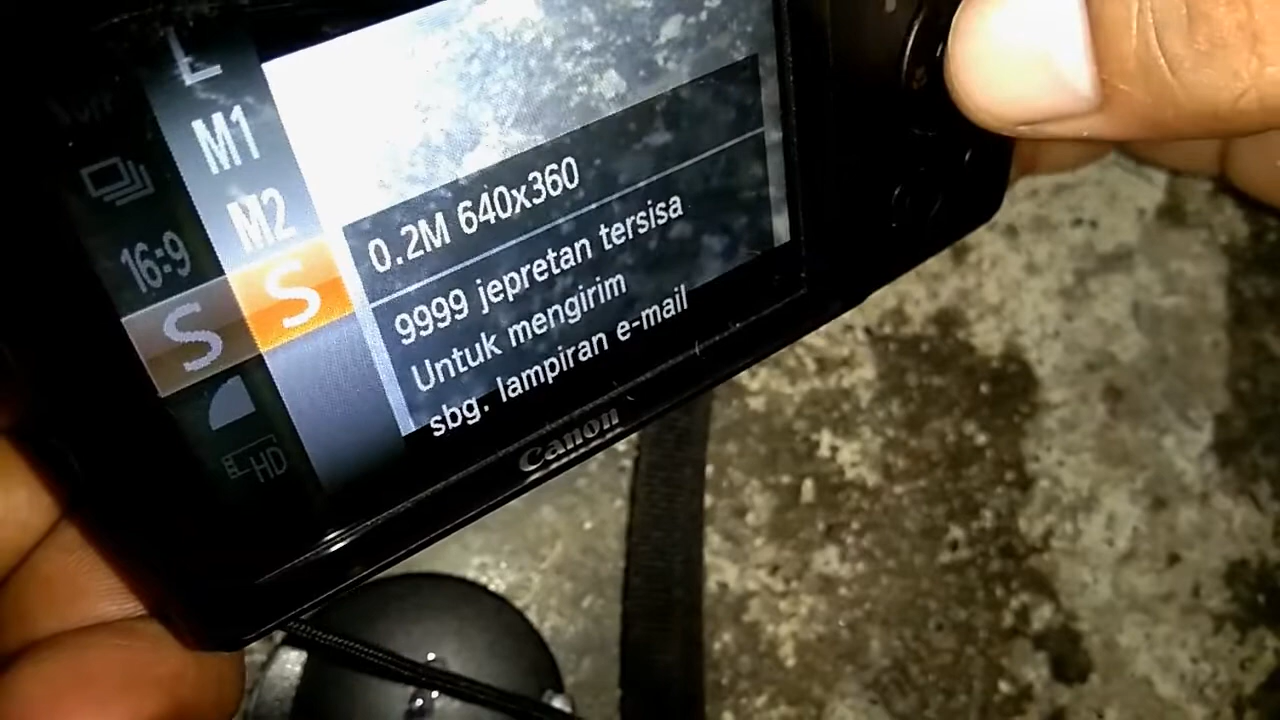 L
M1
M2
16:9
S
S
0.2M 640x360
9999 jepretan tersisa
Untuk mengirim
sbg. lampiran e-mail
HD
Canon